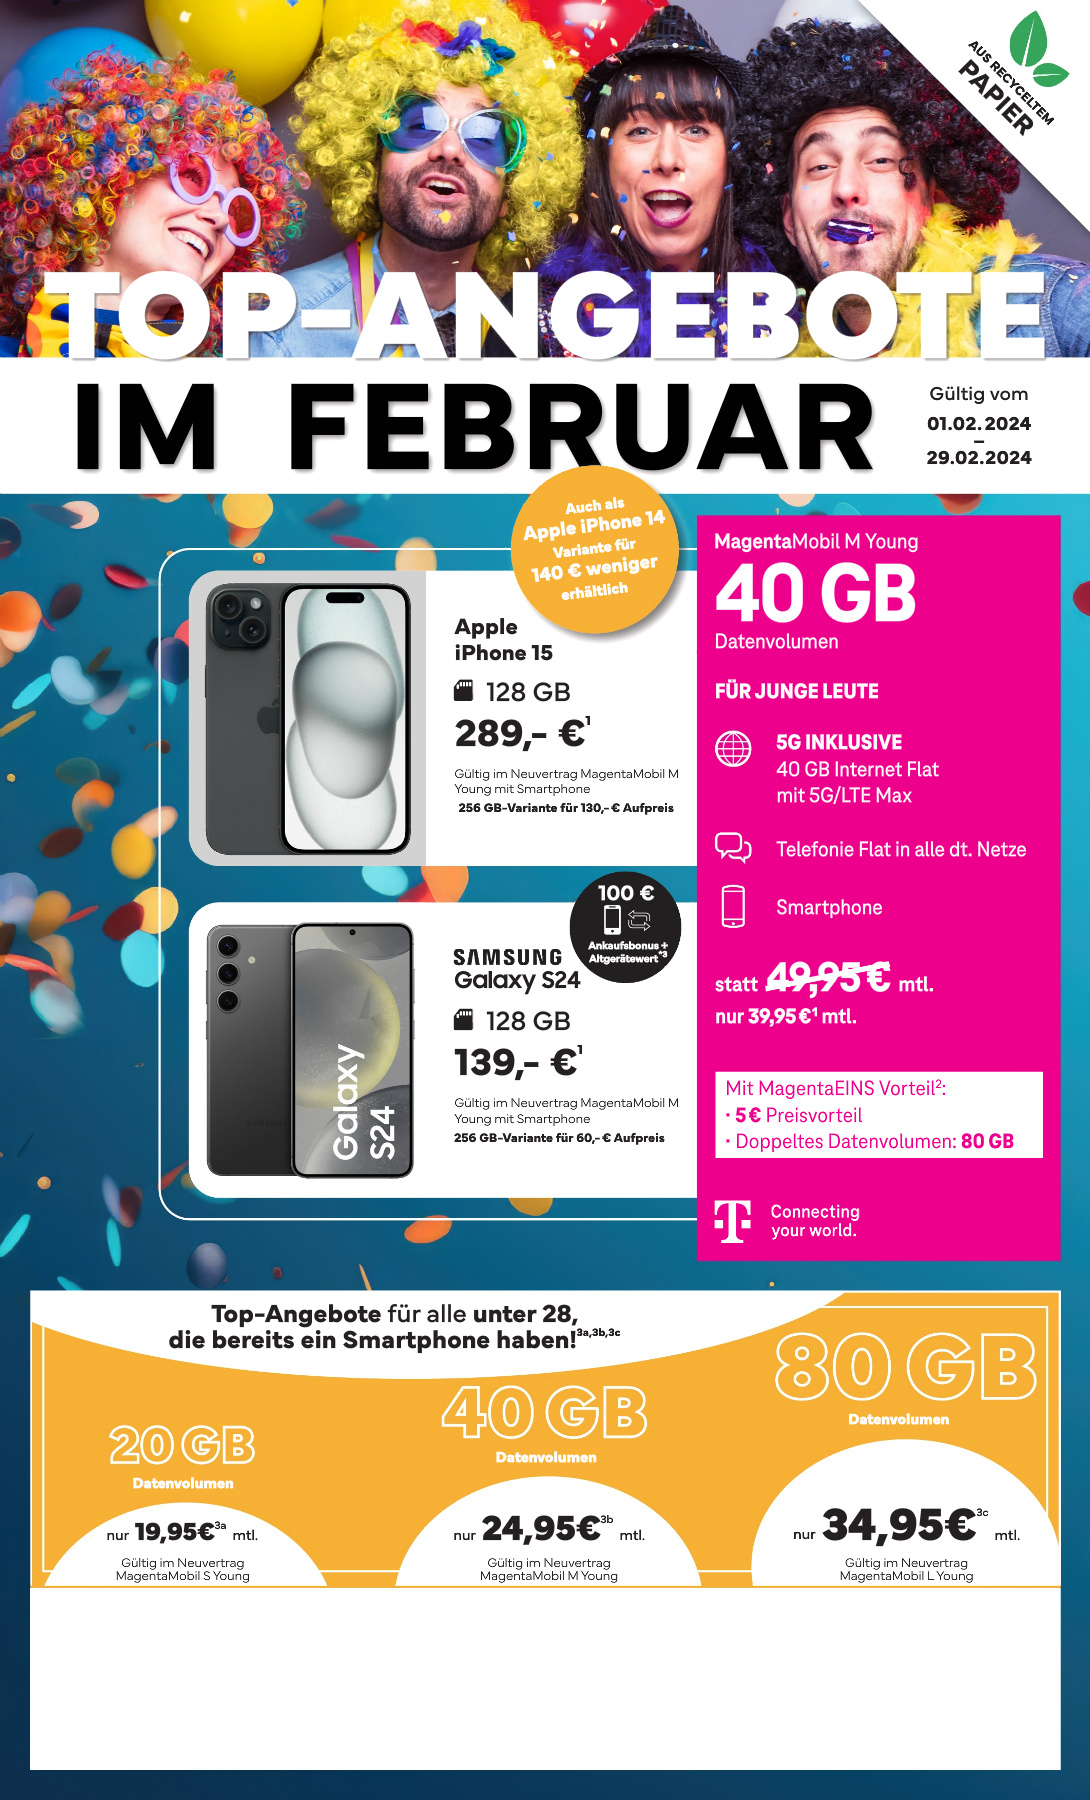 AUS RECYCELTEM
PAPIER
TOP-ANGEBOTE
IM FEBRUAR
Gültig vom
01.02.2024
–
29.02.2024
Auch als
Apple iPhone 14
Variante für
140 € weniger
erhältlich
Apple
iPhone 15
128 GB
289,- €¹
Gültig im Neuvertrag MagentaMobil M
Young mit Smartphone
256 GB-Variante für 130,- € Aufpreis
100 €
Ankaufsbonus +
Altgerätewert*³
SAMSUNG
Galaxy S24
128 GB
139,- €¹
Gültig im Neuvertrag MagentaMobil M
Young mit Smartphone
256 GB-Variante für 60,- € Aufpreis
Galaxy
S24
MagentaMobil M Young
40 GB
Datenvolumen
FÜR JUNGE LEUTE
5G INKLUSIVE
40 GB Internet Flat
mit 5G/LTE Max
Telefonie Flat in alle dt. Netze
Smartphone
statt 49,95 € mtl.
nur 39,95 €¹ mtl.
Mit MagentaEINS Vorteil²:
· 5 € Preisvorteil
· Doppeltes Datenvolumen: 80 GB
T Connecting
your world.
Top-Angebote für alle unter 28,
die bereits ein Smartphone haben!3a,3b,3c
20 GB
Datenvolumen
nur 19,95€3a mtl.
Gültig im Neuvertrag
MagentaMobil S Young
40 GB
Datenvolumen
nur 24,95€3b mtl.
Gültig im Neuvertrag
MagentaMobil M Young
80 GB
Datenvolumen
nur 34,95€3c mtl.
Gültig im Neuvertrag
MagentaMobil L Young